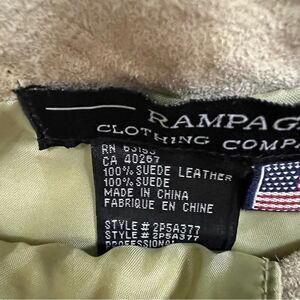 RAMPAG
CLOTHING COMPA
RN
CA 40267
100% SUEDE LEATHER
100% SUEDE
MADE IN CHINA
FABRIQUE EN CHINE
STYLE # 2P5A377
STYLE # 2P5A377
PROFESSIONAL